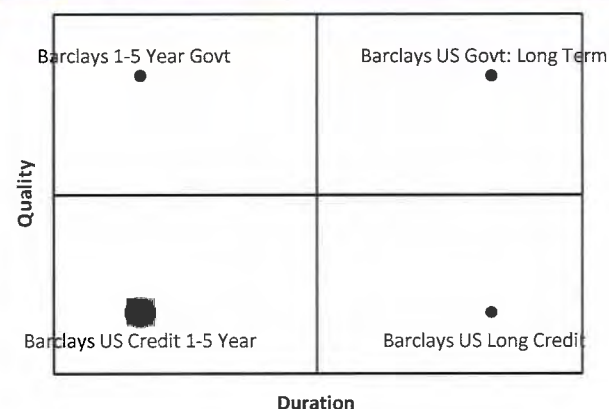 Barclays 1-5 Year Govt
Barclays US Govt: Long Term
Quality
Barclays US Credit 1-5 Year
Barclays US Long Credit
Duration